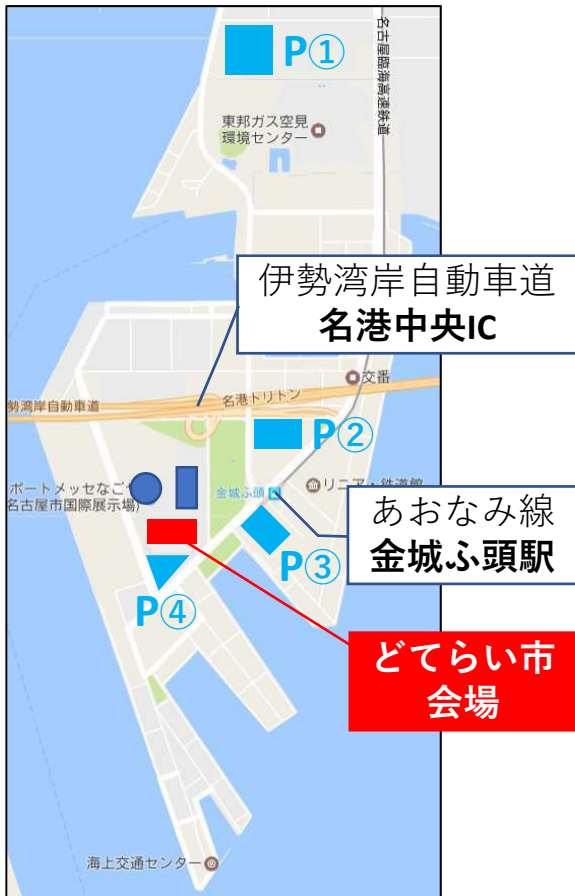 P①
名古屋臨海高速鉄道
東邦ガス空見
環境センター
伊勢湾岸自動車道
名港中央IC
交番
名港トリトン
勢湾岸自動車道
P②
ポートメッセなご
名古屋市国際展示場)
金城ふ頭
リニア・鉄道館
あおなみ線
金城ふ頭駅
P③
P④
どてらい市
会場
海上交通センター